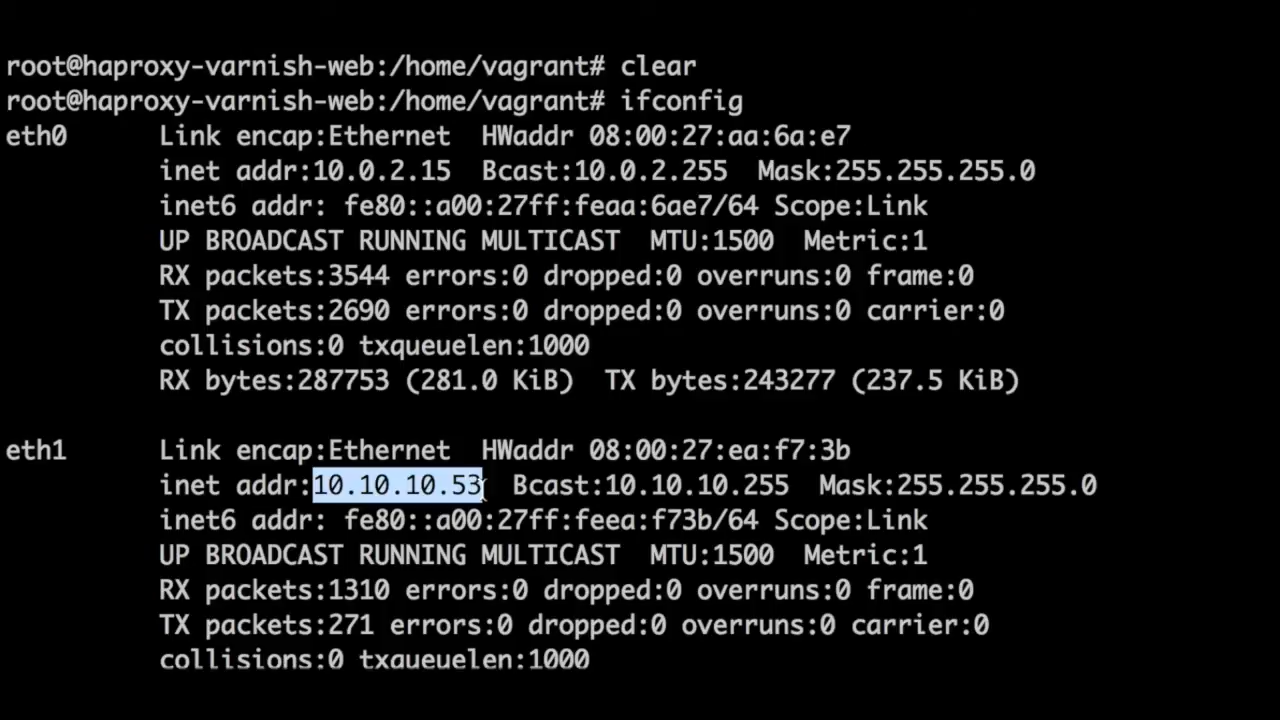 root@haproxy-varnish-web:/home/vagrant# clear
root@haproxy-varnish-web:/home/vagrant# ifconfig
eth0      Link encap:Ethernet  HWaddr 08:00:27:aa:6a:e7
          inet addr:10.0.2.15  Bcast:10.0.2.255  Mask:255.255.255.0
          inet6 addr: fe80::a00:27ff:feaa:6ae7/64 Scope:Link
          UP BROADCAST RUNNING MULTICAST  MTU:1500  Metric:1
          RX packets:3544 errors:0 dropped:0 overruns:0 frame:0
          TX packets:2690 errors:0 dropped:0 overruns:0 carrier:0
          collisions:0 txqueuelen:1000
          RX bytes:287753 (281.0 KiB)  TX bytes:243277 (237.5 KiB)

eth1      Link encap:Ethernet  HWaddr 08:00:27:ea:f7:3b
          inet addr:10.10.10.53  Bcast:10.10.10.255  Mask:255.255.255.0
          inet6 addr: fe80::a00:27ff:feea:f73b/64 Scope:Link
          UP BROADCAST RUNNING MULTICAST  MTU:1500  Metric:1
          RX packets:1310 errors:0 dropped:0 overruns:0 frame:0
          TX packets:271 errors:0 dropped:0 overruns:0 carrier:0
          collisions:0 txqueuelen:1000